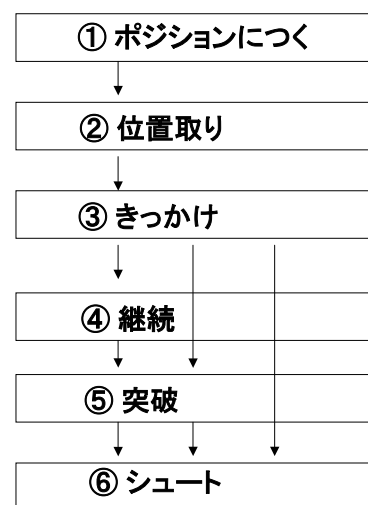 ① ポジションにつく
② 位置取り
③ きっかけ
④ 継続
⑤ 突破
⑥ シュート